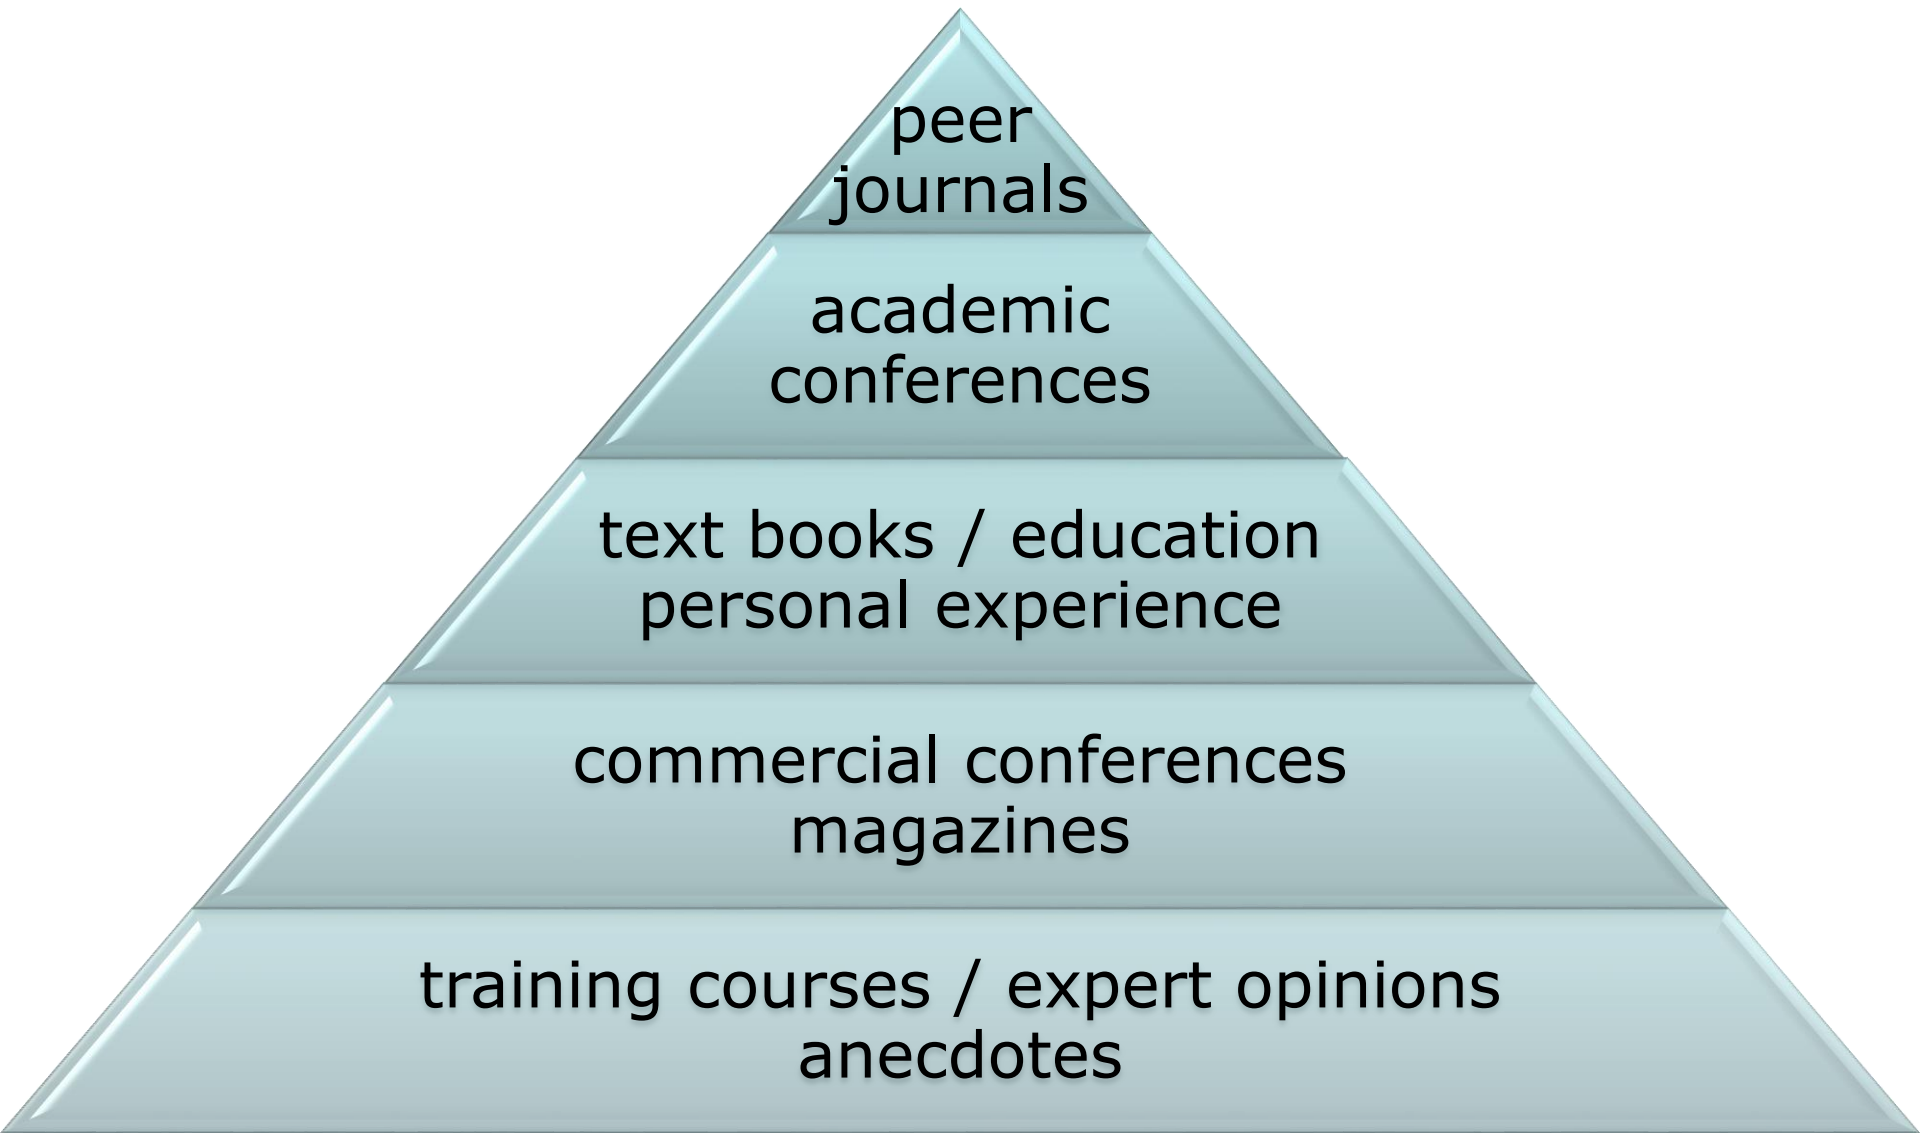 peer
journals
academic
conferences
text books / education
personal experience
commercial conferences
magazines
training courses / expert opinions
anecdotes